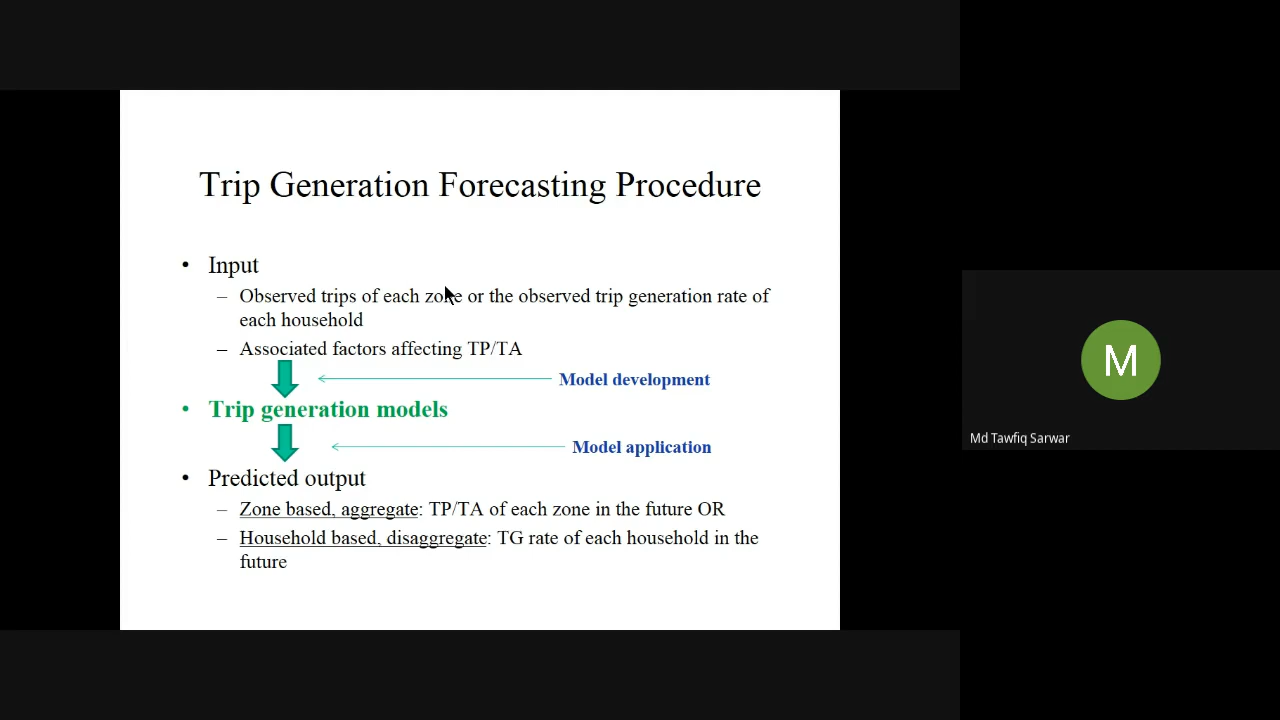 Trip Generation Forecasting Procedure
• Input
– Observed trips of each zone or the observed trip generation rate of
each household
– Associated factors affecting TP/TA
Model development
• Trip generation models
Model application
• Predicted output
– Zone based, aggregate: TP/TA of each zone in the future OR
– Household based, disaggregate: TG rate of each household in the
future
M
Md Tawfiq Sarwar